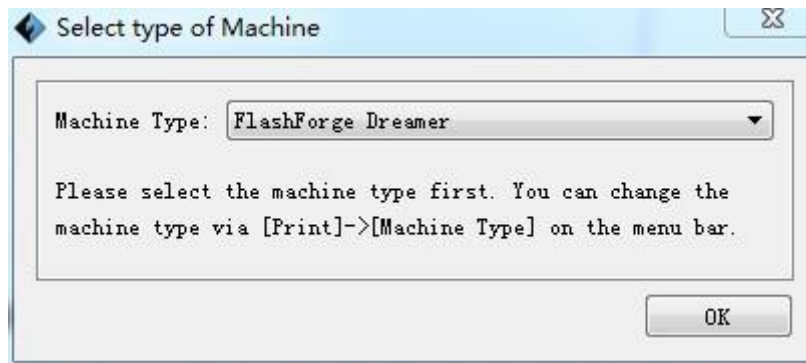 Select type of Machine
Machine Type: FlashForge Dreamer
Please select the machine type first. You can change the
machine type via [Print]->[Machine Type] on the menu bar.
OK